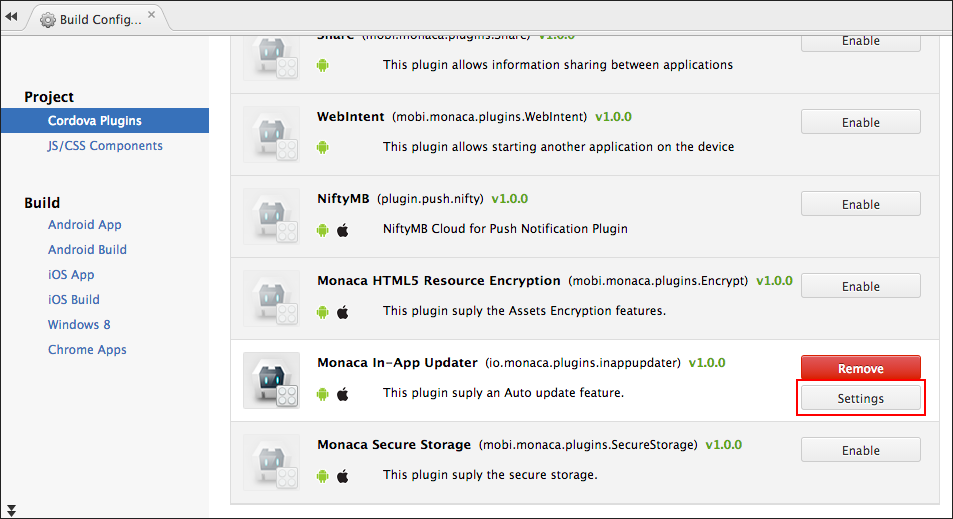 Build Config...
Project
Cordova Plugins
JS/CSS Components
Build
Android App
Android Build
iOS App
iOS Build
Windows 8
Chrome Apps
Share (mobi.monaca.plugins.Share) v1.0.0
Enable
This plugin allows information sharing between applications
WebIntent (mobi.monaca.plugins.WebIntent) v1.0.0
Enable
This plugin allows starting another application on the device
NiftyMB (plugin.push.nifty) v1.0.0
Enable
NiftyMB Cloud for Push Notification Plugin
Monaca HTML5 Resource Encryption (mobi.monaca.plugins.Encrypt) v1.0.0
Enable
This plugin suply the Assets Encryption features.
Monaca In-App Updater (io.monaca.plugins.inappupdater) v1.0.0
Remove
This plugin suply an Auto update feature.
Settings
Monaca Secure Storage (mobi.monaca.plugins.SecureStorage) v1.0.0
Enable
This plugin suply the secure storage.